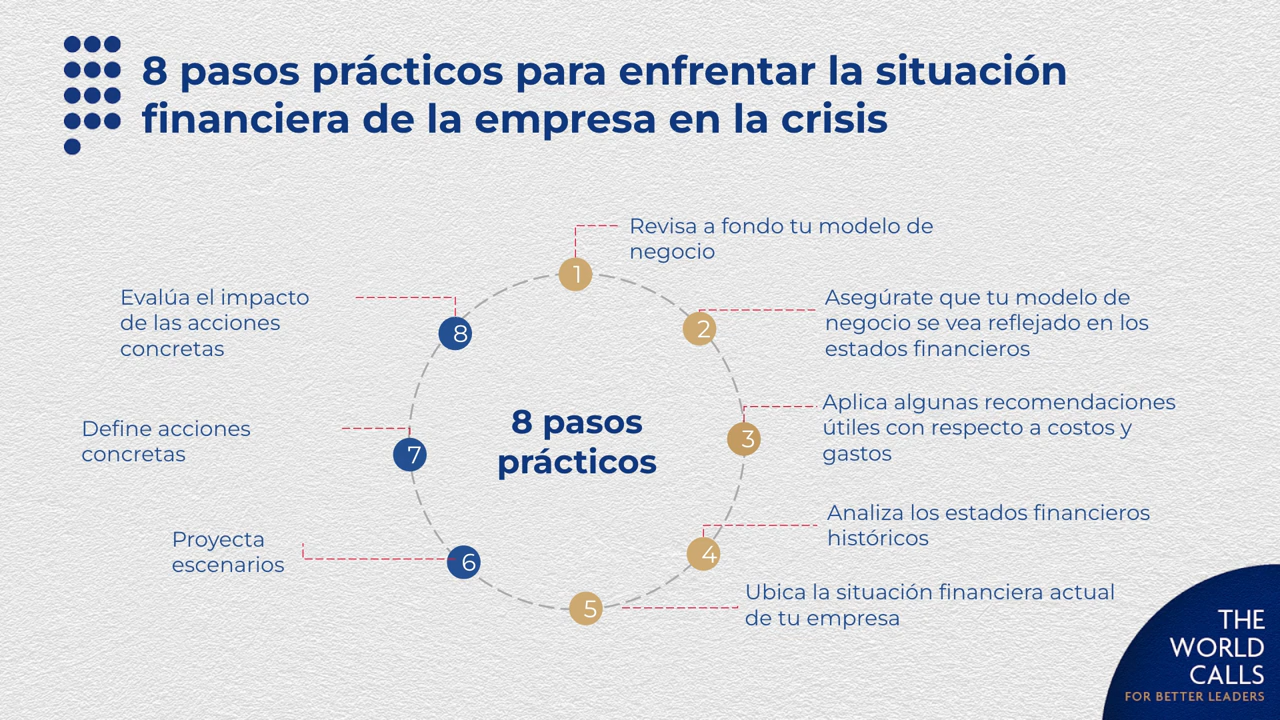 8 pasos prácticos para enfrentar la situación
financiera de la empresa en la crisis
1
Revisa a fondo tu modelo de
negocio
2
Asegúrate que tu modelo de
negocio se vea reflejado en los
estados financieros
3
Aplica algunas recomendaciones
útiles con respecto a costos y
gastos
4
Analiza los estados financieros
históricos
5
Ubica la situación financiera actual
de tu empresa
6
Proyecta
escenarios
7
Define acciones
concretas
8
Evalúa el impacto
de las acciones
concretas
8 pasos
prácticos
THE
WORLD
CALLS
FOR BETTER LEADERS